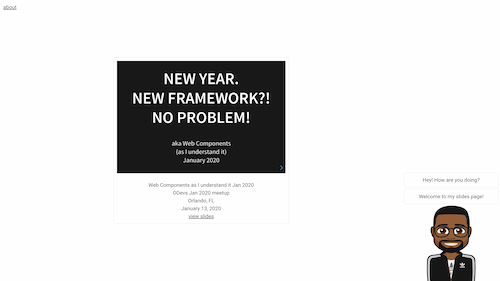 about
NEW YEAR.
NEW FRAMEWORK?!
NO PROBLEM!
aka Web Components
(as I understand it)
January 2020
Web Components as I understand it Jan 2020
ODevs Jan 2020 meetup
Orlando, FL
January 13, 2020
view slides
Hey! How are you doing?
Welcome to my slides page!